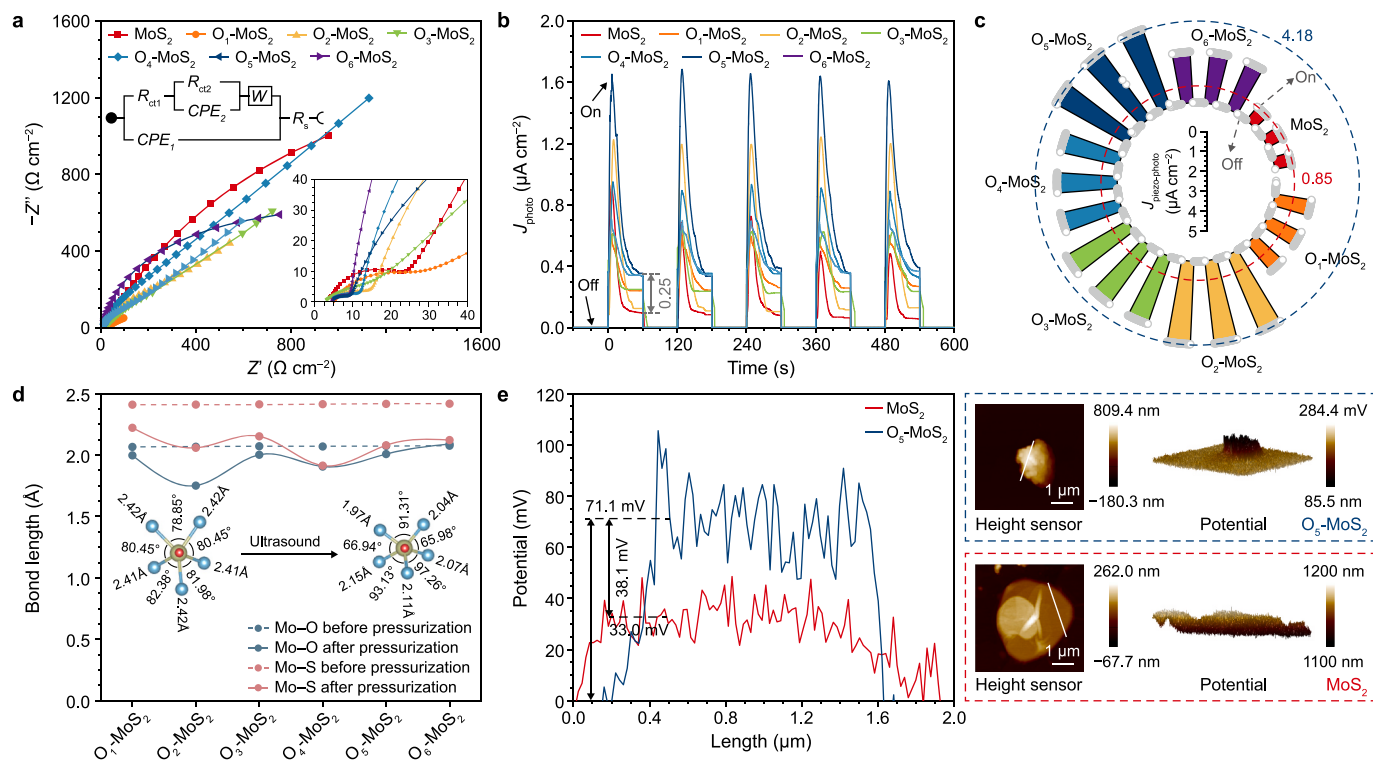 a
1600
1200
800
400
0
0
400
800
1200
1600
−Z″ (Ω cm⁻²)
Z′ (Ω cm⁻²)
MoS₂ O₁-MoS₂ O₂-MoS₂ O₃-MoS₂
O₄-MoS₂ O₅-MoS₂ O₆-MoS₂
R_ct1 R_ct2 W
CPE₂
R_s
CPE₁
40
30
20
10
0
0 10 20 30 40
b
2.0
1.6
1.2
0.8
0.4
0.0
0 120 240 360 480 600
J_photo (μA cm⁻²)
Time (s)
MoS₂ O₁-MoS₂ O₂-MoS₂ O₃-MoS₂
O₄-MoS₂ O₅-MoS₂ O₆-MoS₂
On
Off
0.25
c
O₅-MoS₂
O₆-MoS₂
4.18
On
MoS₂
Off
0.85
O₄-MoS₂
O₁-MoS₂
O₃-MoS₂
O₂-MoS₂
J_piezo-photo
(μA cm⁻²)
0
1
2
3
4
5
d
2.5
2.0
1.5
1.0
0.5
0.0
Bond length (Å)
2.42Å
78.85°
2.42Å
80.45°
80.45°
2.41Å
2.41Å
82.38°
81.98°
2.42Å
Ultrasound
1.97Å
91.31°
2.04Å
66.94°
65.98°
2.15Å
2.07Å
93.13°
97.26°
2.11Å
Mo–O before pressurization
Mo–O after pressurization
Mo–S before pressurization
Mo–S after pressurization
O₁-MoS₂
O₂-MoS₂
O₃-MoS₂
O₄-MoS₂
O₅-MoS₂
O₆-MoS₂
e
120
100
80
60
40
20
0
0.0 0.4 0.8 1.2 1.6 2.0
Potential (mV)
Length (μm)
MoS₂
O₅-MoS₂
71.1 mV
38.1 mV
33.0 mV
809.4 nm
284.4 mV
1 μm
−180.3 nm
85.5 nm
Height sensor
Potential
O₅-MoS₂
262.0 nm
1200 nm
1 μm
−67.7 nm
1100 nm
Height sensor
Potential
MoS₂